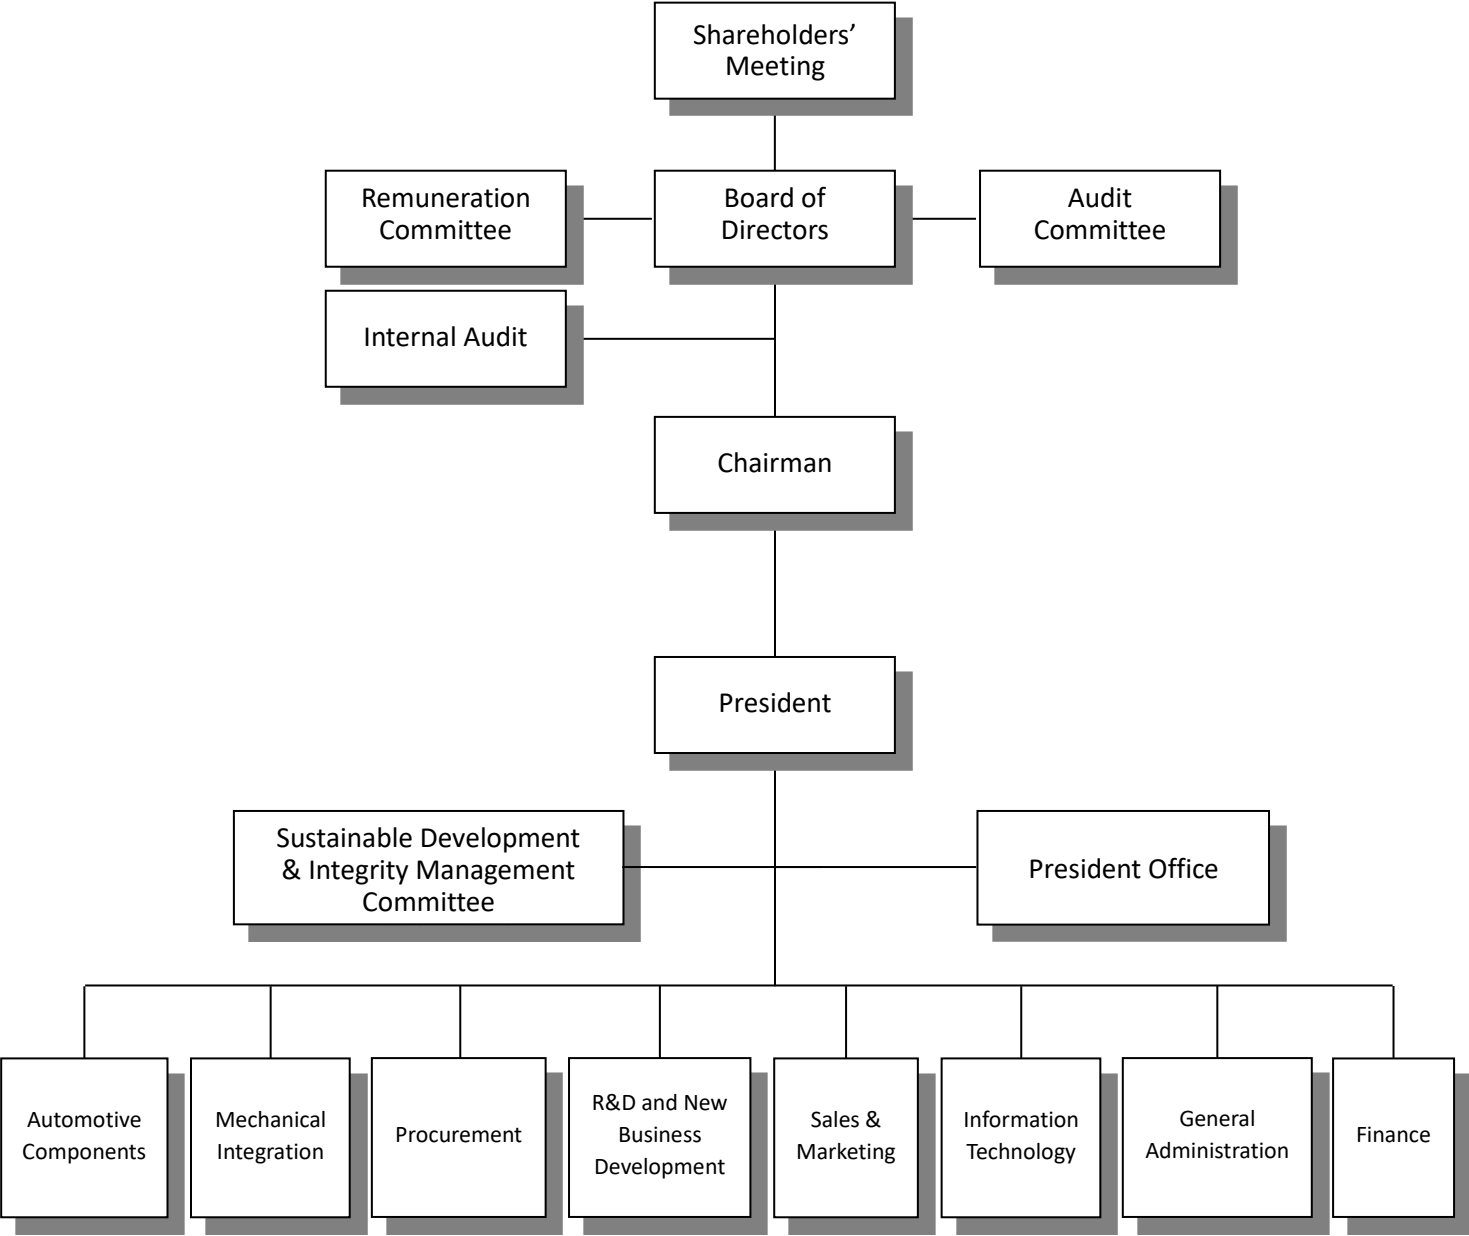 Shareholders’
Meeting
Remuneration
Committee
Board of
Directors
Audit
Committee
Internal Audit
Chairman
President
Sustainable Development
& Integrity Management
Committee
President Office
Automotive
Components
Mechanical
Integration
Procurement
R&D and New
Business
Development
Sales &
Marketing
Information
Technology
General
Administration
Finance